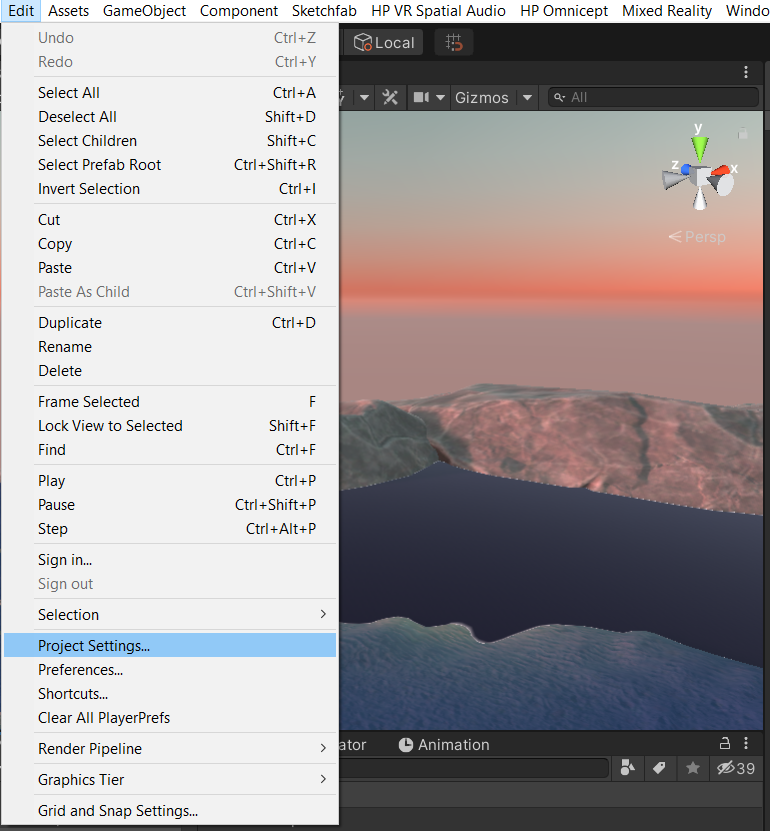 Edit Assets GameObject Component Sketchfab HP VR Spatial Audio HP Omnicept Mixed Reality Windo
Undo Ctrl+Z
Redo Ctrl+Y
Select All Ctrl+A
Deselect All Shift+D
Select Children Shift+C
Select Prefab Root Ctrl+Shift+R
Invert Selection Ctrl+I
Cut Ctrl+X
Copy Ctrl+C
Paste Ctrl+V
Paste As Child Ctrl+Shift+V
Duplicate Ctrl+D
Rename
Delete
Frame Selected F
Lock View to Selected Shift+F
Find Ctrl+F
Play Ctrl+P
Pause Ctrl+Shift+P
Step Ctrl+Alt+P
Sign in...
Sign out
Selection >
Project Settings...
Preferences...
Shortcuts...
Clear All PlayerPrefs
Render Pipeline >
Graphics Tier >
Grid and Snap Settings...
Local
Gizmos All
y
z x
Persp
ator Animation
39